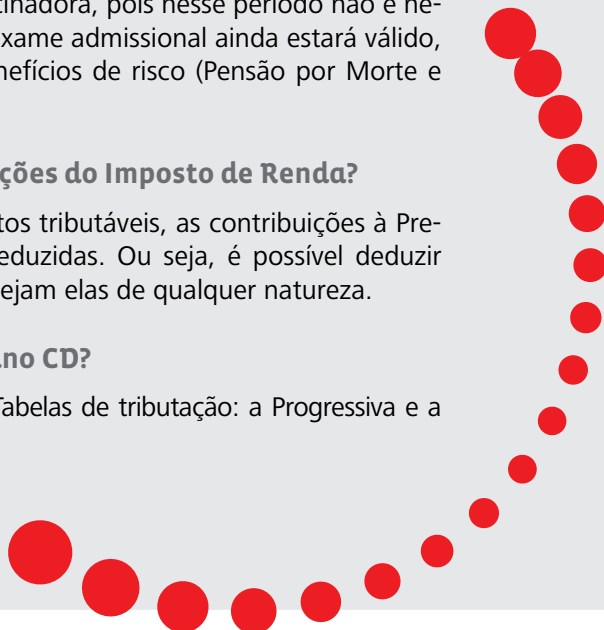 tinadora, pois nesse período não é ne-
xame admissional ainda estará válido,
nefícios de risco (Pensão por Morte e
ções do Imposto de Renda?
tos tributáveis, as contribuições à Pre-
eduzidas. Ou seja, é possível deduzir
ejam elas de qualquer natureza.
ano CD?
Tabelas de tributação: a Progressiva e a